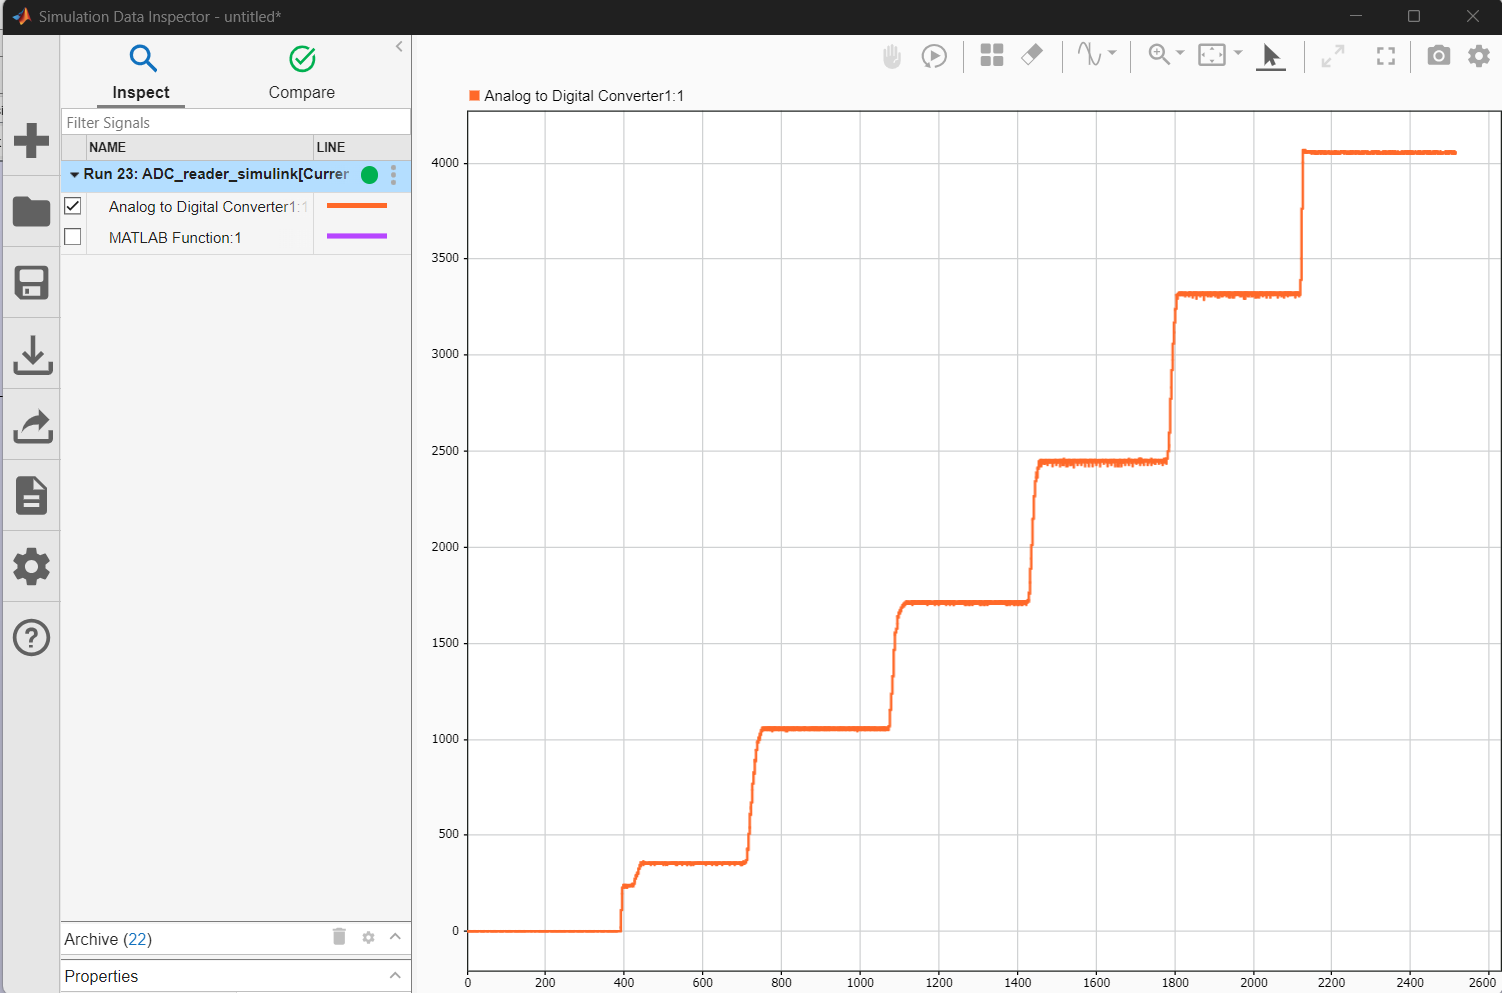 Simulation Data Inspector - untitled*
Inspect
Compare
Filter Signals
NAME LINE
Run 23: ADC_reader_simulink[Currer
Analog to Digital Converter1:1
MATLAB Function:1
Archive (22)
Properties
Analog to Digital Converter1:1
4000
3500
3000
2500
2000
1500
1000
500
0
0 200 400 600 800 1000 1200 1400 1600 1800 2000 2200 2400 2600